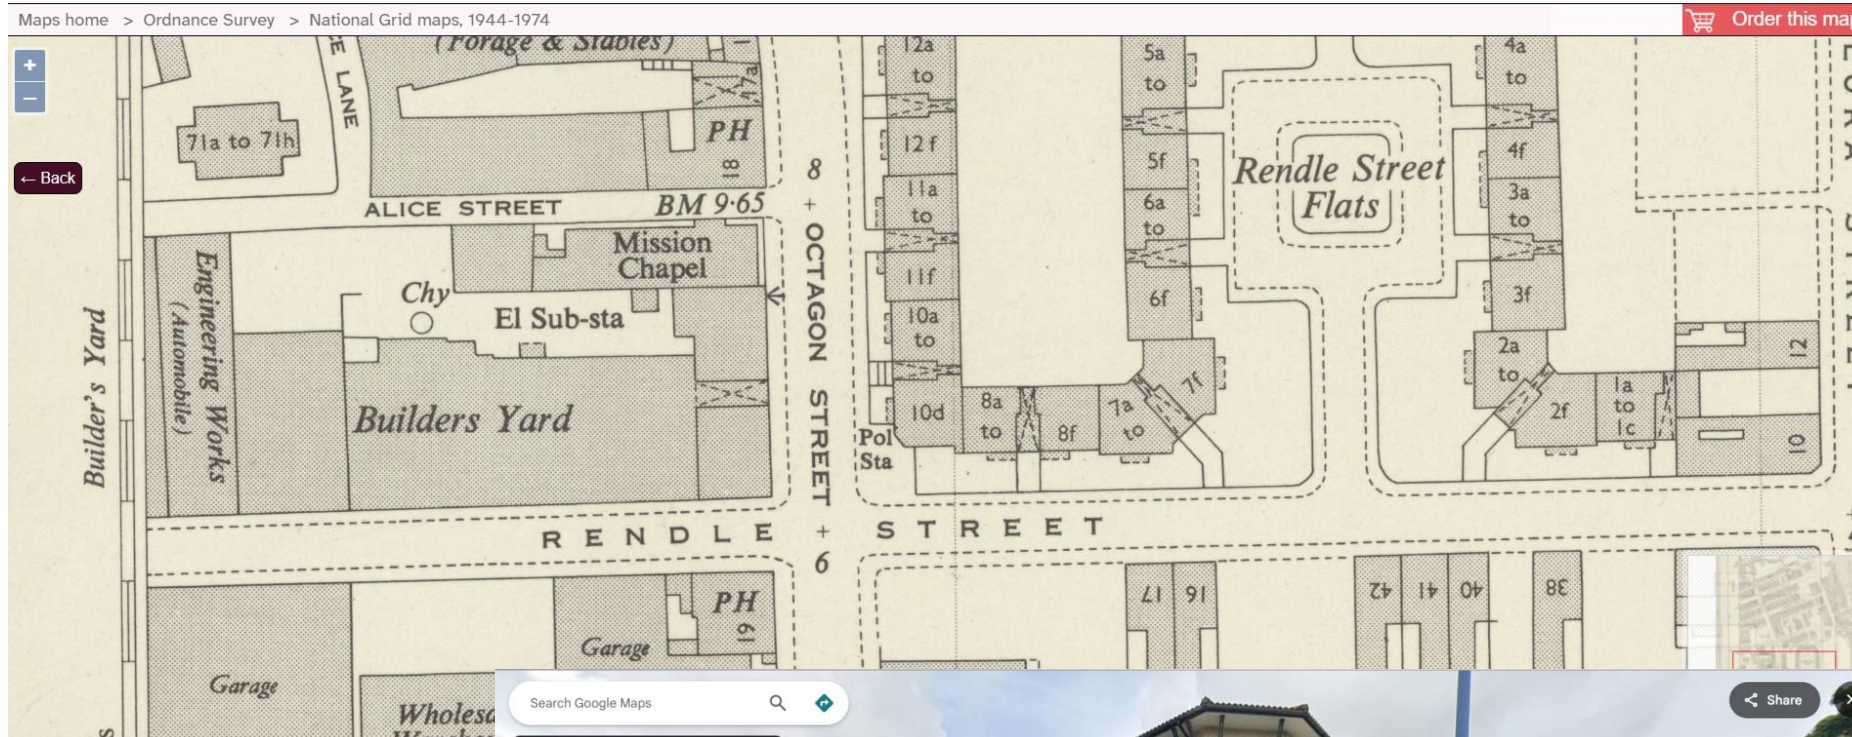 Maps home > Ordnance Survey > National Grid maps, 1944-1974
Order this
+
–
← Back
(Forage & Stables)
LANE
17a
71a to 71h
PH
18
ALICE STREET
BM 9·65
8
+
OCTAGON STREET
+
6
12a
to
12f
11a
to
11f
10a
to
10d
5a
to
5f
6a
to
6f
7f
4a
to
4f
3a
to
3f
2a
to
2f
1a
to
1c
12
10
Rendle Street
Flats
Engineering Works
(Automobile)
Mission
Chapel
Chy
El Sub-sta
Builder's Yard
Builders Yard
Pol
Sta
8a
to
8f
7a
to
RENDLE STREET
PH
19
Garage
Garage
17
16
42
41
40
38
Search Google Maps
Share